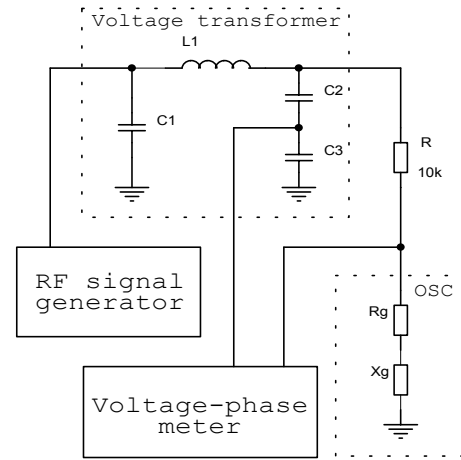 Voltage transformer
L1
C2
C1
C3
R
10k
RF signal
generator
OSC
Rg
Xg
Voltage-phase
meter